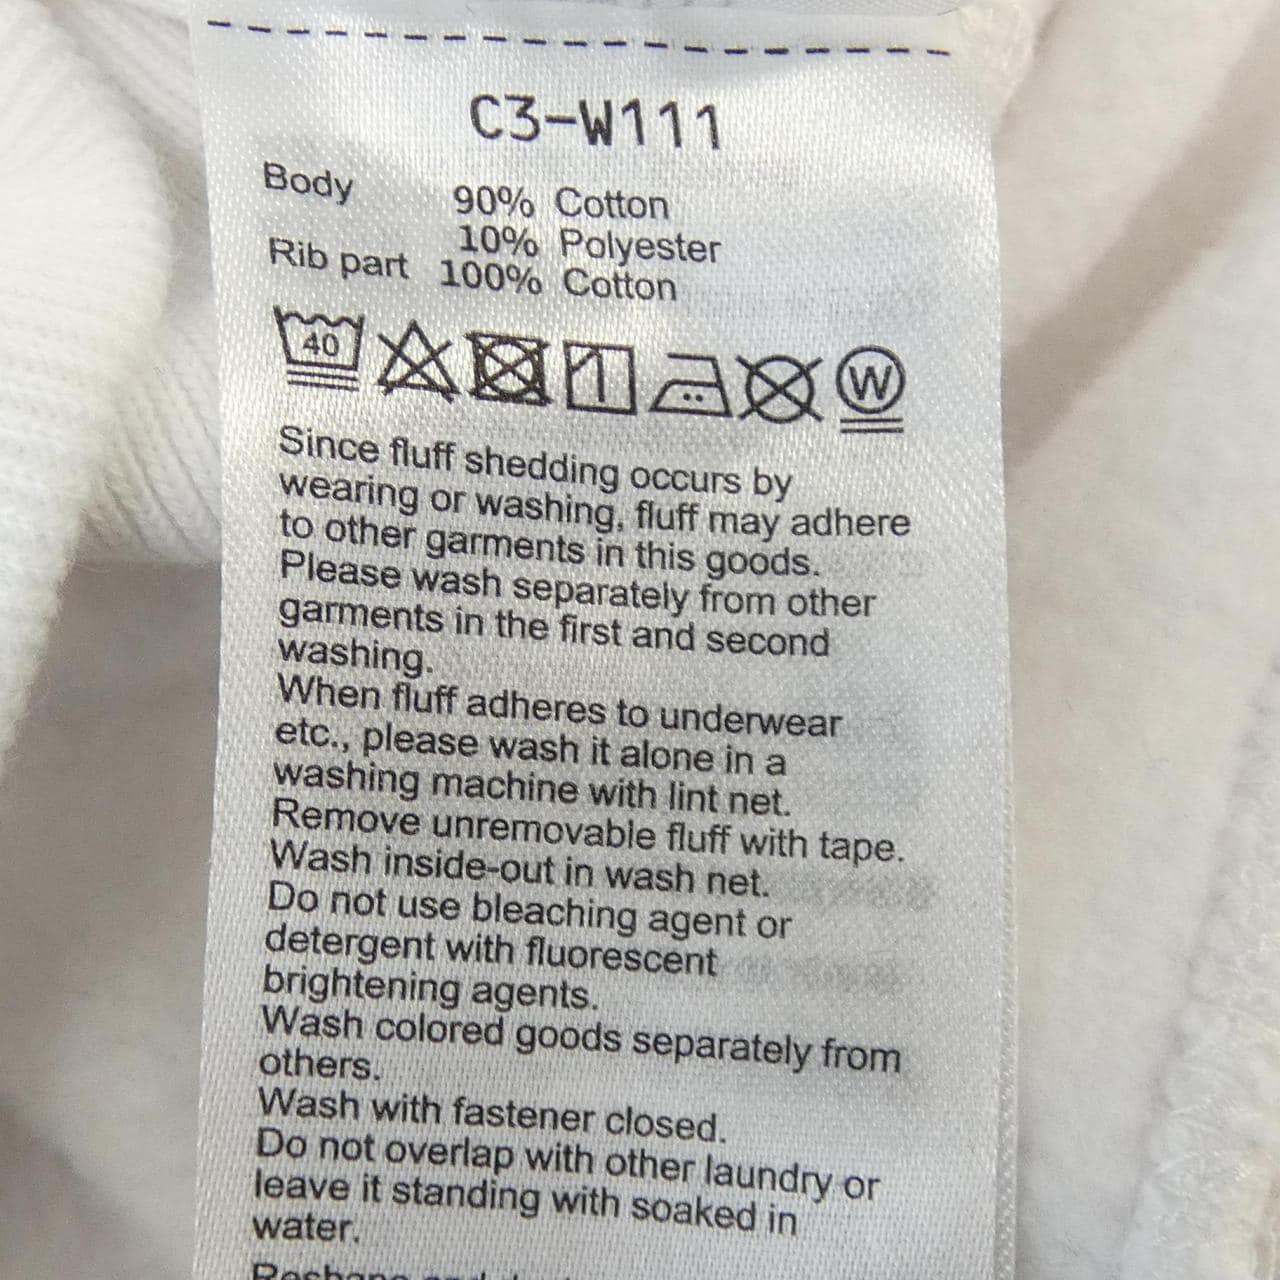 C3-W111
Body 90% Cotton
10% Polyester
Rib part 100% Cotton
40 W
Since fluff shedding occurs by
wearing or washing, fluff may adhere
to other garments in this goods.
Please wash separately from other
garments in the first and second
washing.
When fluff adheres to underwear
etc., please wash it alone in a
washing machine with lint net.
Remove unremovable fluff with tape.
Wash inside-out in wash net.
Do not use bleaching agent or
detergent with fluorescent
brightening agents.
Wash colored goods separately from
others.
Wash with fastener closed.
Do not overlap with other laundry or
leave it standing with soaked in
water.